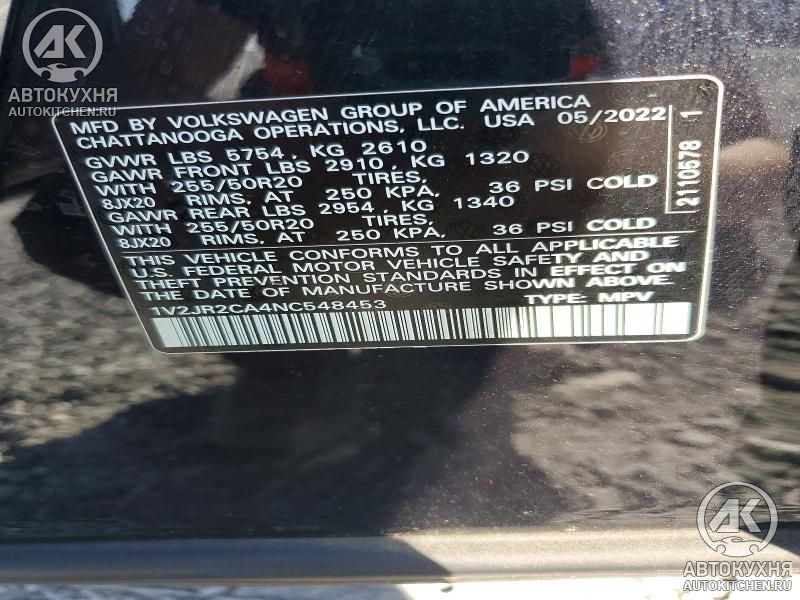 АК
АВТОКУХНЯ
AUTOKITCHEN.RU
MFD BY VOLKSWAGEN GROUP OF AMERICA
CHATTANOOGA OPERATIONS, LLC. USA 05/2022
GVWR LBS 5754, KG 2610
GAWR FRONT LBS 2910, KG 1320
WITH 255/50R20 TIRES,
8JX20 RIMS, AT 250 KPA, 36 PSI COLD
GAWR REAR LBS 2954, KG 1340
WITH 255/50R20 TIRES,
8JX20 RIMS, AT 250 KPA, 36 PSI COLD
THIS VEHICLE CONFORMS TO ALL APPLICABLE
U.S. FEDERAL MOTOR VEHICLE SAFETY AND
THEFT PREVENTION STANDARDS IN EFFECT ON
THE DATE OF MANUFACTURE SHOWN ABOVE.
1V2JR2CA4NC548453 TYPE: MPV
2110578 1
АК
АВТОКУХНЯ
AUTOKITCHEN.RU